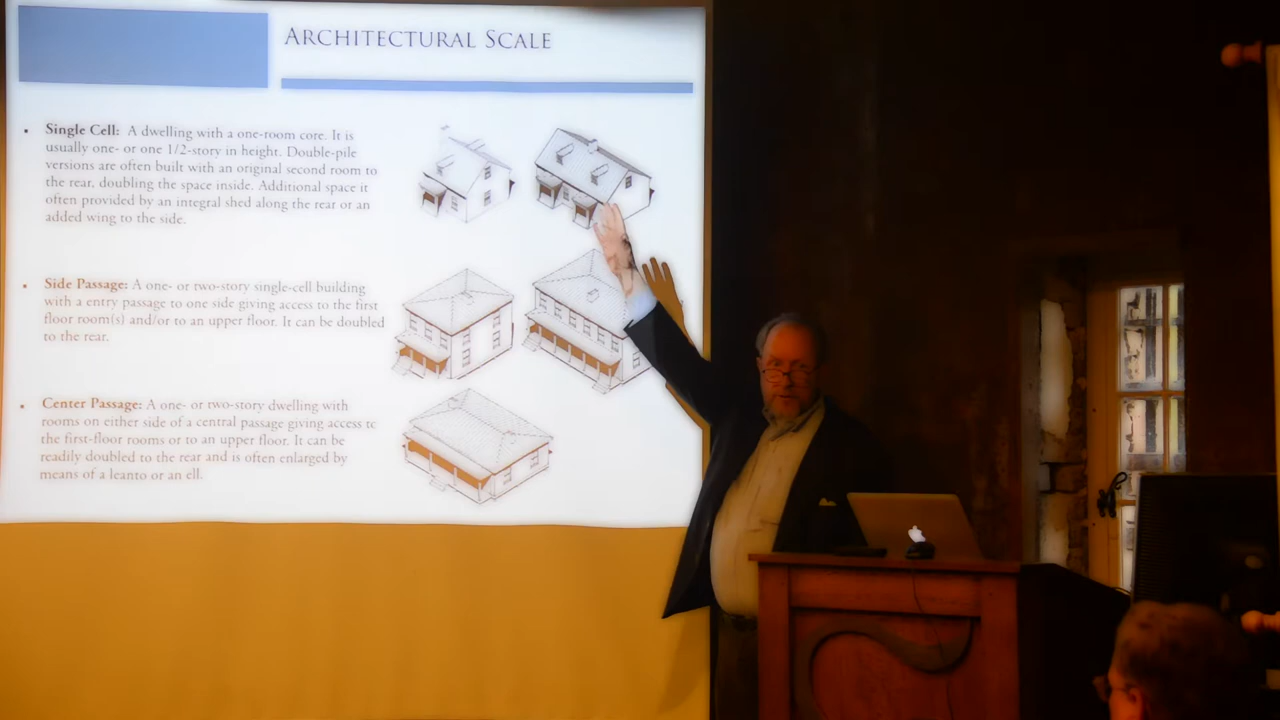 ARCHITECTURAL SCALE
▪ Single Cell: A dwelling with a one-room core. It is
usually one- or one 1/2-story in height. Double-pile
versions are often built with an original second room to
the rear, doubling the space inside. Additional space it
often provided by an integral shed along the rear or an
added wing to the side.
▪ Side Passage: A one- or two-story single-cell building
with a entry passage to one side giving access to the first
floor room(s) and/or to an upper floor. It can be doubled
to the rear.
▪ Center Passage: A one- or two-story dwelling with
rooms on either side of a central passage giving access to
the first-floor rooms or to an upper floor. It can be
readily doubled to the rear and is often enlarged by
means of a leanto or an ell.